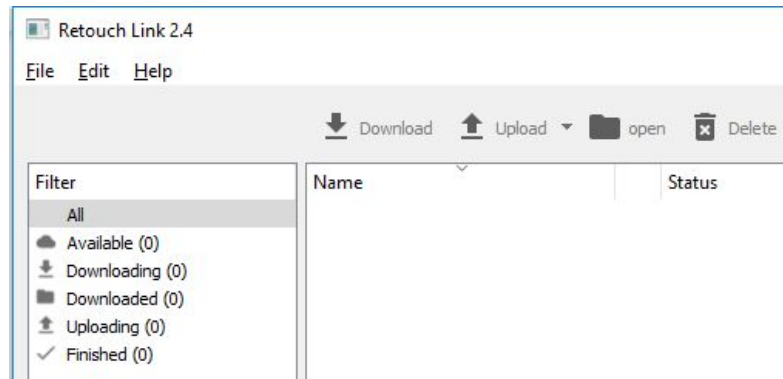 Retouch Link 2.4
File Edit Help
Download Upload open Delete
Filter
Name Status
All
Available (0)
Downloading (0)
Downloaded (0)
Uploading (0)
Finished (0)